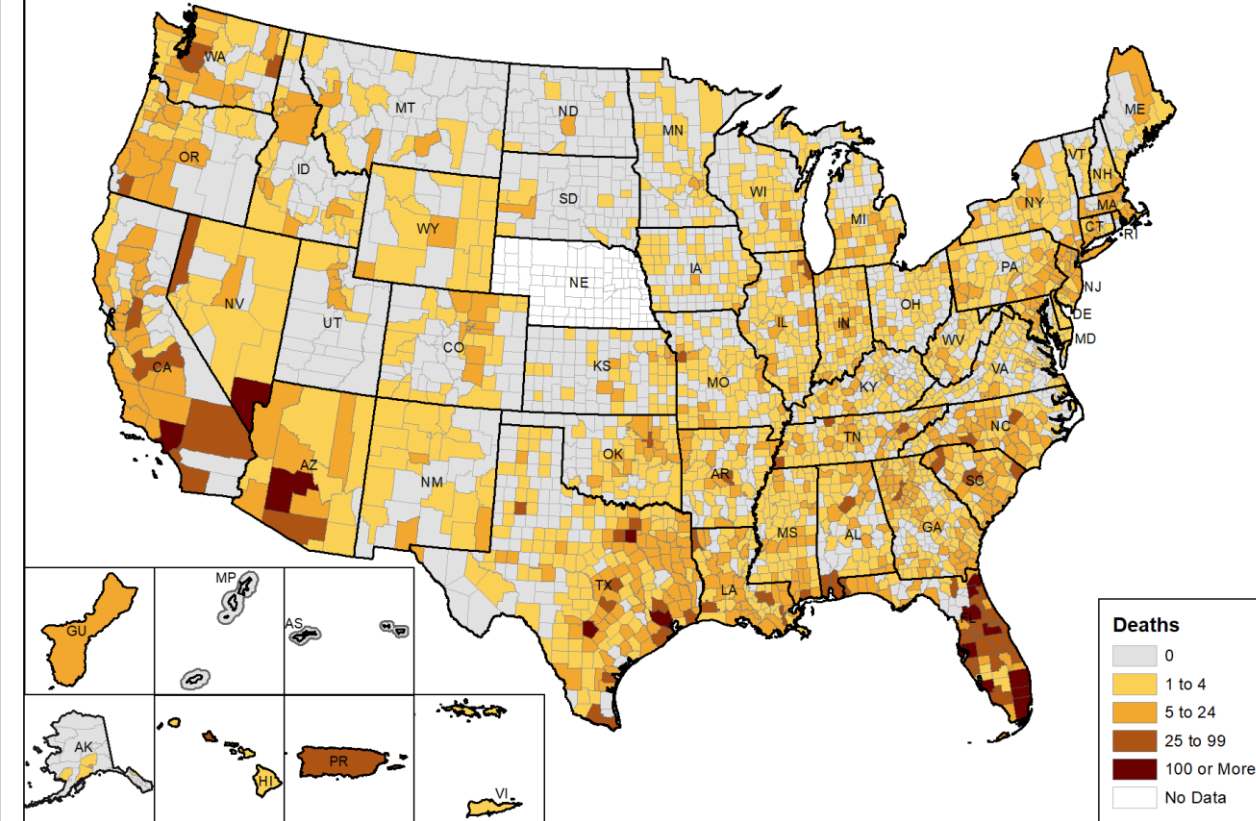 WA
MT
ND
MN
ME
OR
ID
SD
WI
VT
NH
NY
MA
CT
RI
WY
MI
IA
PA
NJ
NE
NV
UT
CO
IL
IN
OH
DE
MD
WV
VA
CA
KS
MO
KY
AZ
NM
OK
AR
TN
NC
SC
MS
AL
GA
TX
LA
FL
MP
AS
GU
AK
HI
PR
VI
Deaths
0
1 to 4
5 to 24
25 to 99
100 or More
No Data